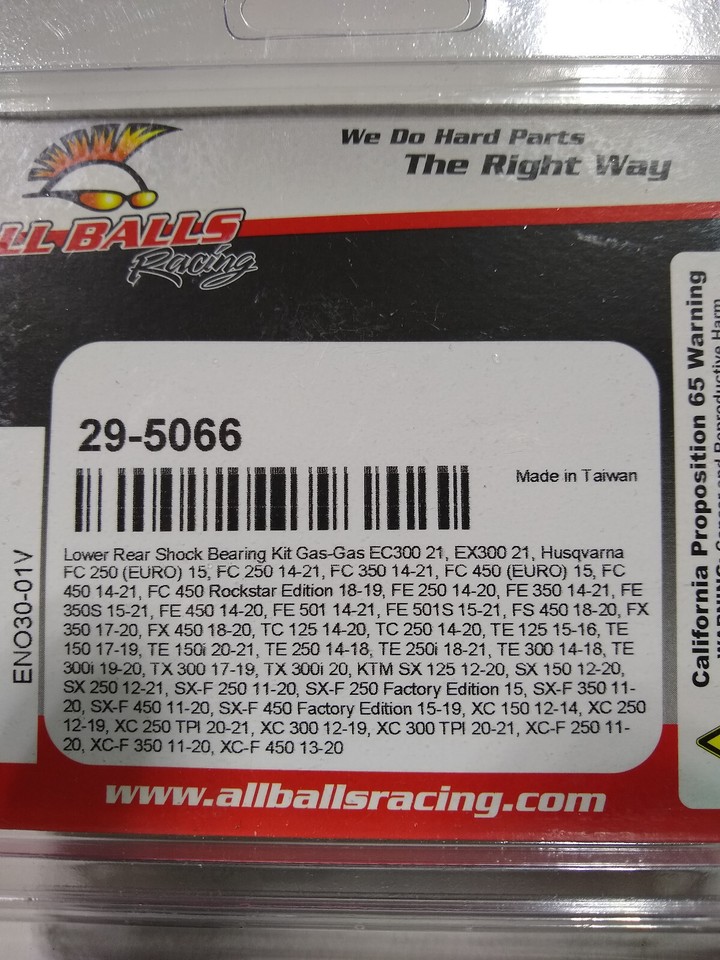 We Do Hard Parts
The Right Way
LL BALLS
Racing
29-5066
Made in Taiwan
Lower Rear Shock Bearing Kit Gas-Gas EC300 21, EX300 21, Husqvarna
FC 250 (EURO) 15, FC 250 14-21, FC 350 14-21, FC 450 (EURO) 15, FC
450 14-21, FC 450 Rockstar Edition 18-19, FE 250 14-20, FE 350 14-21, FE
350S 15-21, FE 450 14-20, FE 501 14-21, FE 501S 15-21, FS 450 18-20, FX
350 17-20, FX 450 18-20, TC 125 14-20, TC 250 14-20, TE 125 15-16, TE
150 17-19, TE 150i 20-21, TE 250 14-18, TE 250i 18-21, TE 300 14-18, TE
300i 19-20, TX 300 17-19, TX 300i 20, KTM SX 125 12-20, SX 150 12-20,
SX 250 12-21, SX-F 250 11-20, SX-F 250 Factory Edition 15, SX-F 350 11-
20, SX-F 450 11-20, SX-F 450 Factory Edition 15-19, XC 150 12-14, XC 250
12-19, XC 250 TPI 20-21, XC 300 12-19, XC 300 TPI 20-21, XC-F 250 11-
20, XC-F 350 11-20, XC-F 450 13-20
www.allballsracing.com
ENO30-01V
California Proposition 65 Warning